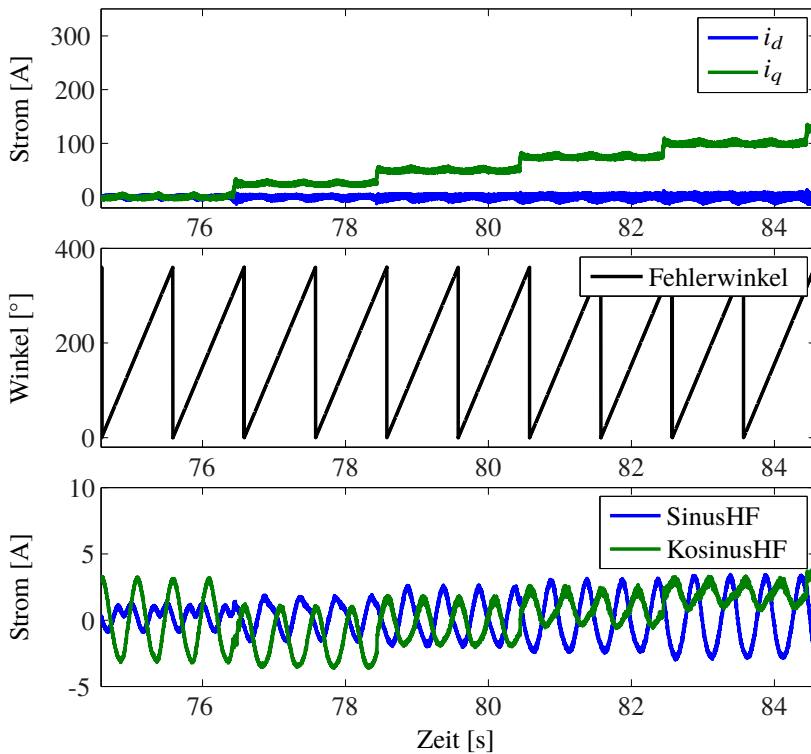 300
200
100
0
Strom [A]
i_d
i_q
76
78
80
82
84
400
200
0
Winkel [°]
Fehlerwinkel
76
78
80
82
84
10
5
0
-5
Strom [A]
SinusHF
KosinusHF
76
78
80
82
84
Zeit [s]